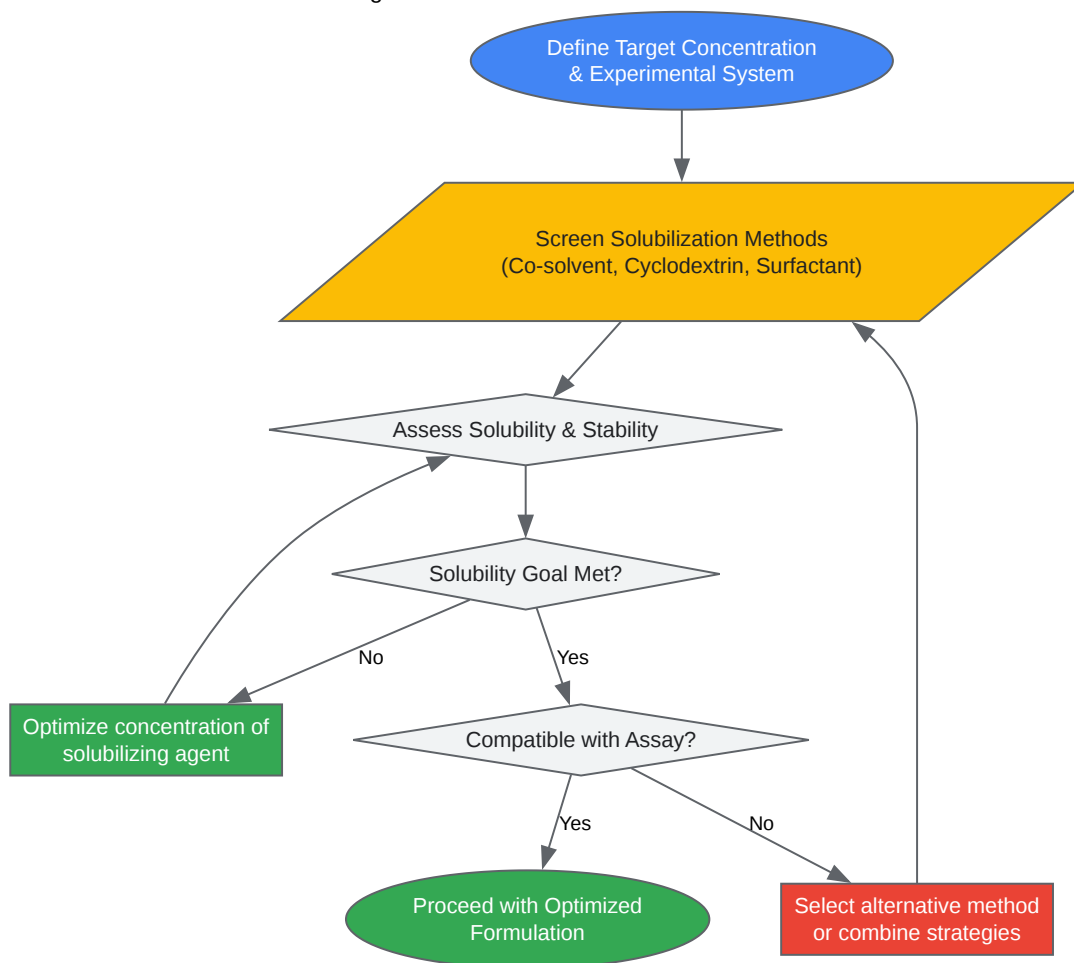 Define Target Concentration
& Experimental System
Screen Solubilization Methods
(Co-solvent, Cyclodextrin, Surfactant)
Assess Solubility & Stability
Solubility Goal Met?
No
Yes
Optimize concentration of
solubilizing agent
Compatible with Assay?
Yes
No
Proceed with Optimized
Formulation
Select alternative method
or combine strategies